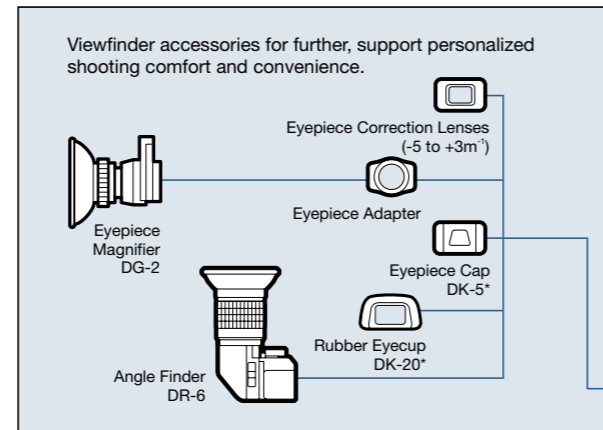 Viewfinder accessories for further, support personalized
shooting comfort and convenience.
Eyepiece Correction Lenses
(-5 to +3m⁻¹)
Eyepiece
Magnifier
DG-2
Eyepiece Adapter
Eyepiece Cap
DK-5*
Rubber Eyecup
DK-20*
Angle Finder
DR-6